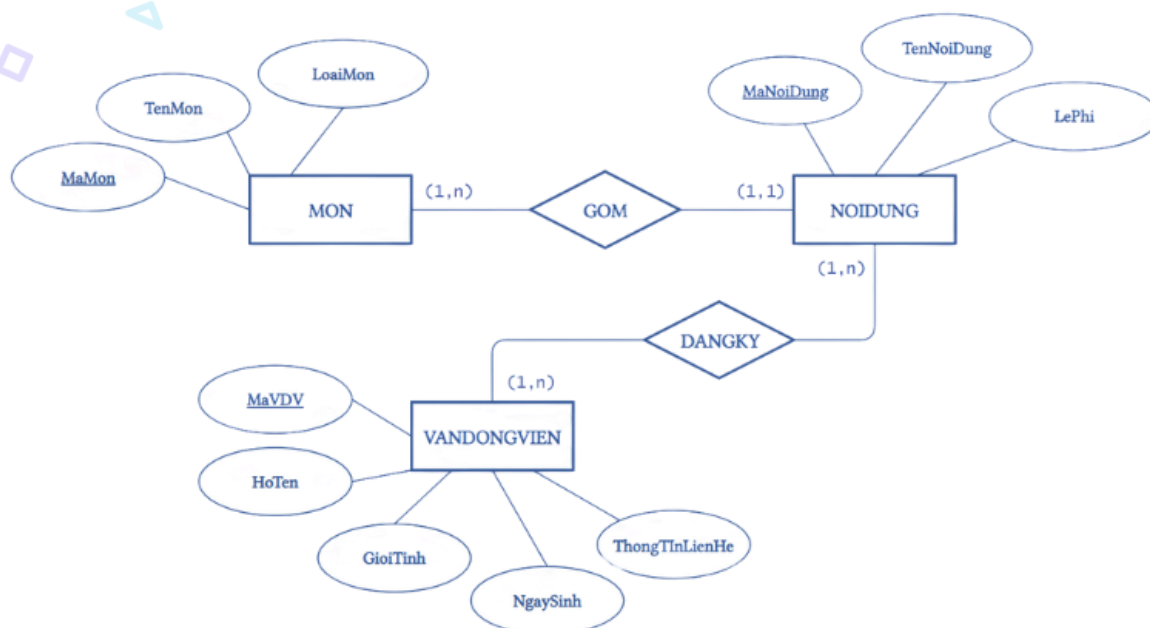 TenNoiDung
LoaiMon
MaNoiDung
TenMon
LePhi
MaMon
(1,n)
(1,1)
MON
GOM
NOIDUNG
(1,n)
DANGKY
(1,n)
MaVDV
VANDONGVIEN
HoTen
ThongTInLienHe
GioiTinh
NgaySinh